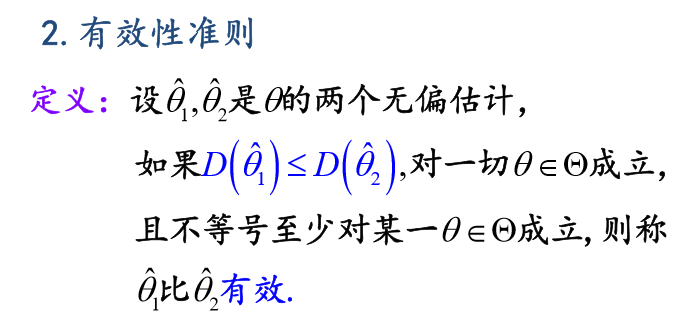 2.有效性准则
定义：设θ̂₁,θ̂₂是θ的两个无偏估计，
如果D(θ̂₁)≤D(θ̂₂),对一切θ∈Θ成立，
且不等号至少对某一θ∈Θ成立,则称
θ̂₁比θ̂₂有效.